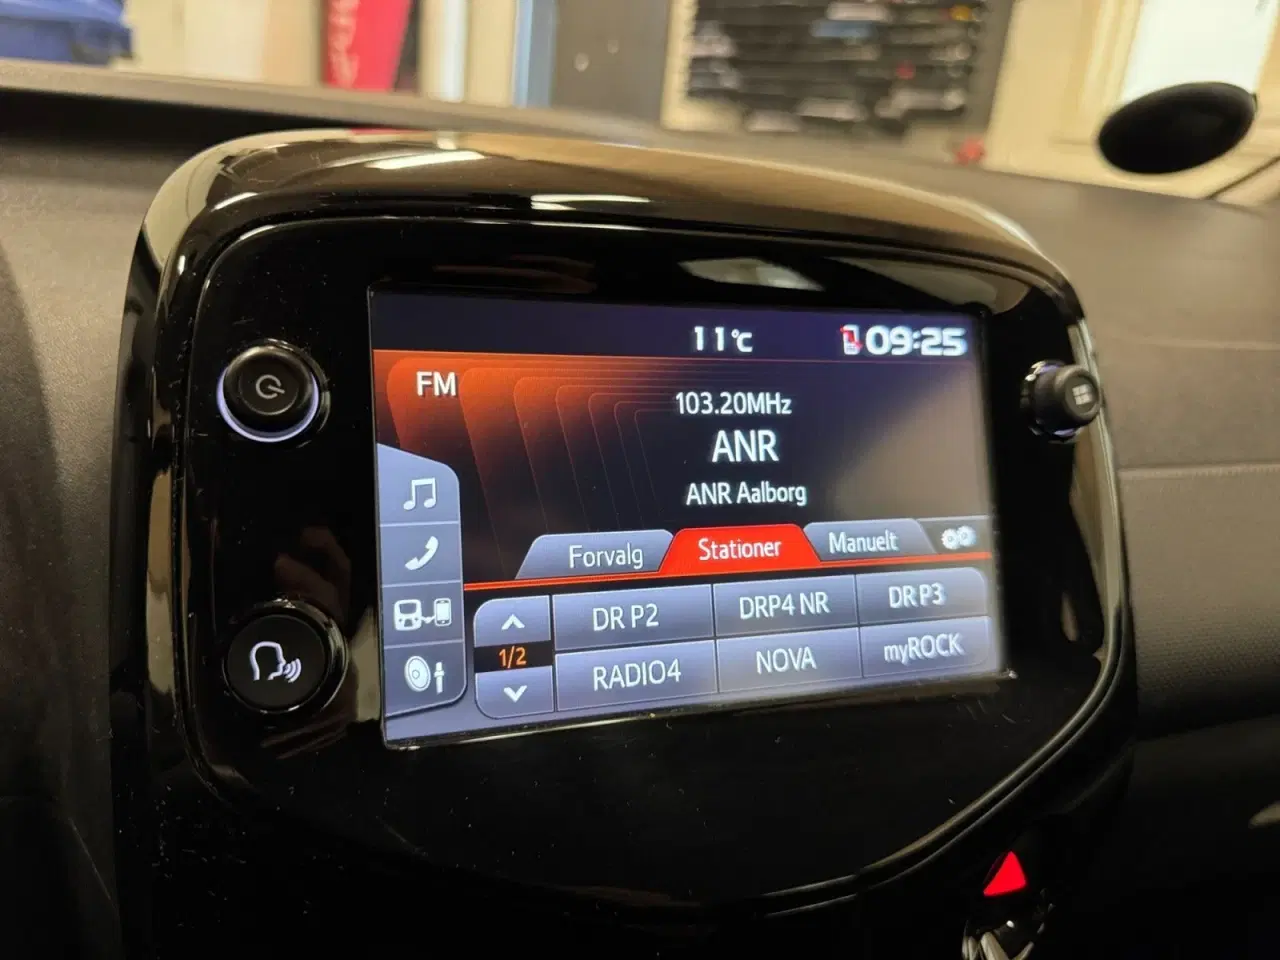 11°C
09:25
FM
103.20MHz
ANR
ANR Aalborg
Forvalg
Stationer
Manuelt
1/2
DR P2
DRP4 NR
DR P3
RADIO4
NOVA
myROCK